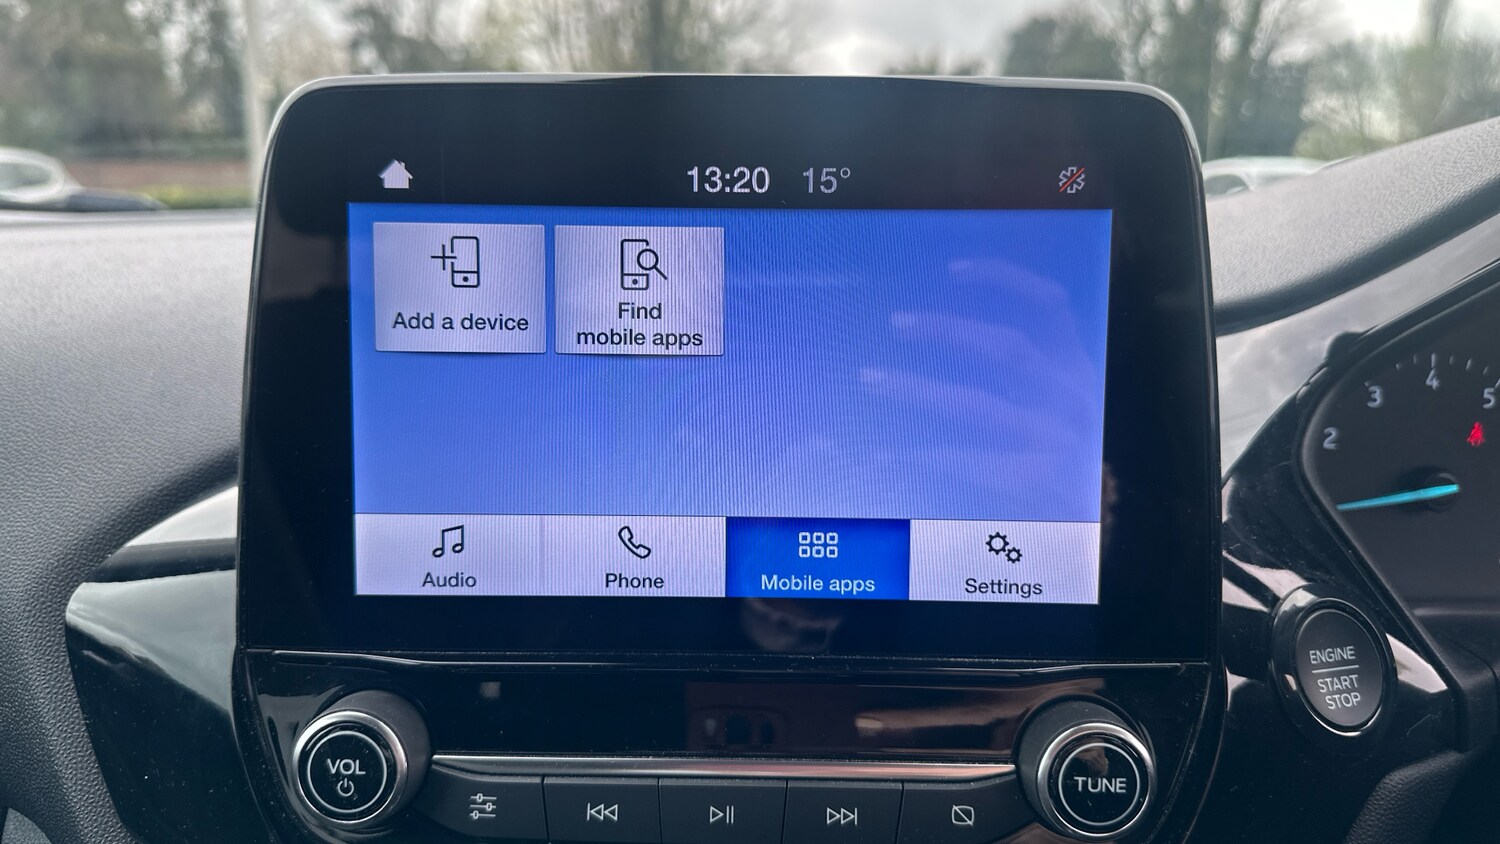 13:20 15°
Add a device
Find
mobile apps
Audio
Phone
Mobile apps
Settings
2
3
4
5
ENGINE
START
STOP
VOL
TUNE